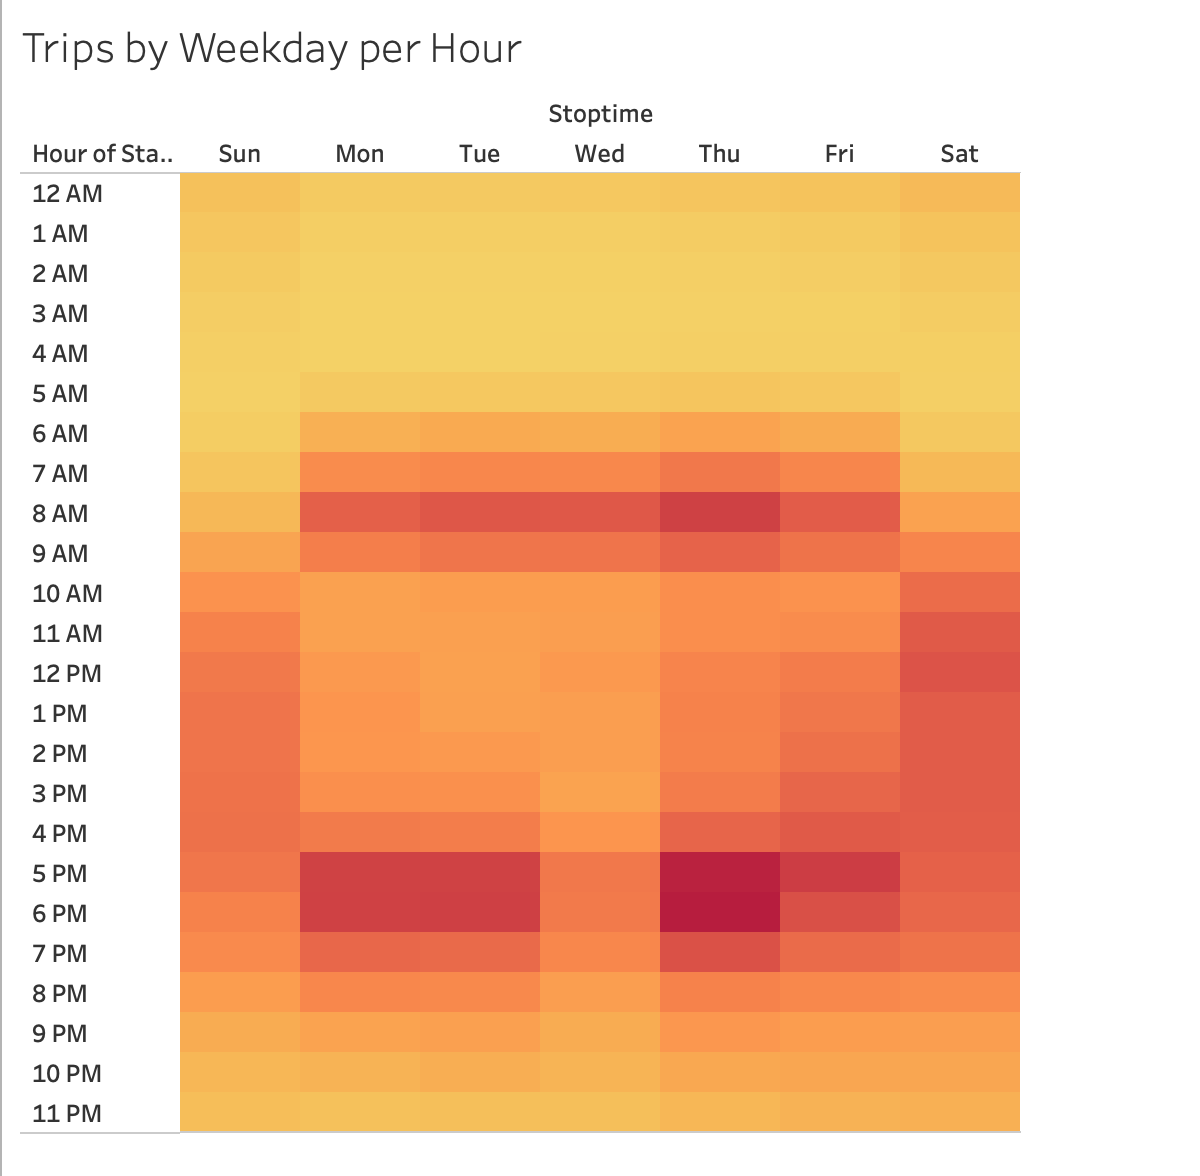 Trips by Weekday per Hour
Stoptime
Hour of Sta.. Sun Mon Tue Wed Thu Fri Sat
12 AM
1 AM
2 AM
3 AM
4 AM
5 AM
6 AM
7 AM
8 AM
9 AM
10 AM
11 AM
12 PM
1 PM
2 PM
3 PM
4 PM
5 PM
6 PM
7 PM
8 PM
9 PM
10 PM
11 PM